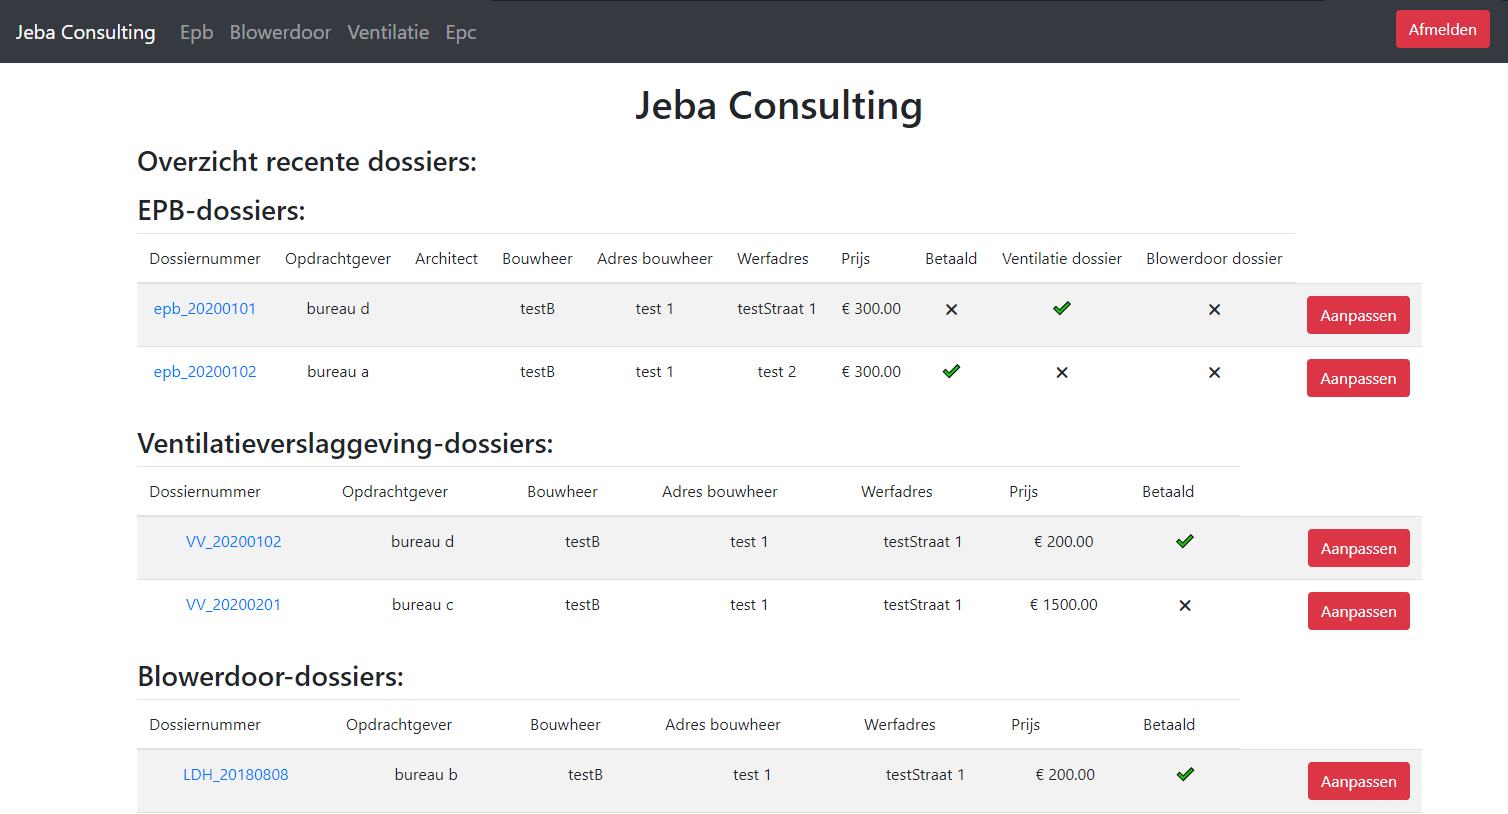 Jeba Consulting Epb Blowerdoor Ventilatie Epc Afmelden
Jeba Consulting
Overzicht recente dossiers:
EPB-dossiers:
Dossiernummer Opdrachtgever Architect Bouwheer Adres bouwheer Werfadres Prijs Betaald Ventilatie dossier Blowerdoor dossier
epb_20200101 bureau d testB test 1 testStraat 1 € 300.00 Aanpassen
epb_20200102 bureau a testB test 1 test 2 € 300.00 Aanpassen
Ventilatieverslaggeving-dossiers:
Dossiernummer Opdrachtgever Bouwheer Adres bouwheer Werfadres Prijs Betaald
VV_20200102 bureau d testB test 1 testStraat 1 € 200.00 Aanpassen
VV_20200201 bureau c testB test 1 testStraat 1 € 1500.00 Aanpassen
Blowerdoor-dossiers:
Dossiernummer Opdrachtgever Bouwheer Adres bouwheer Werfadres Prijs Betaald
LDH_20180808 bureau b testB test 1 testStraat 1 € 200.00 Aanpassen